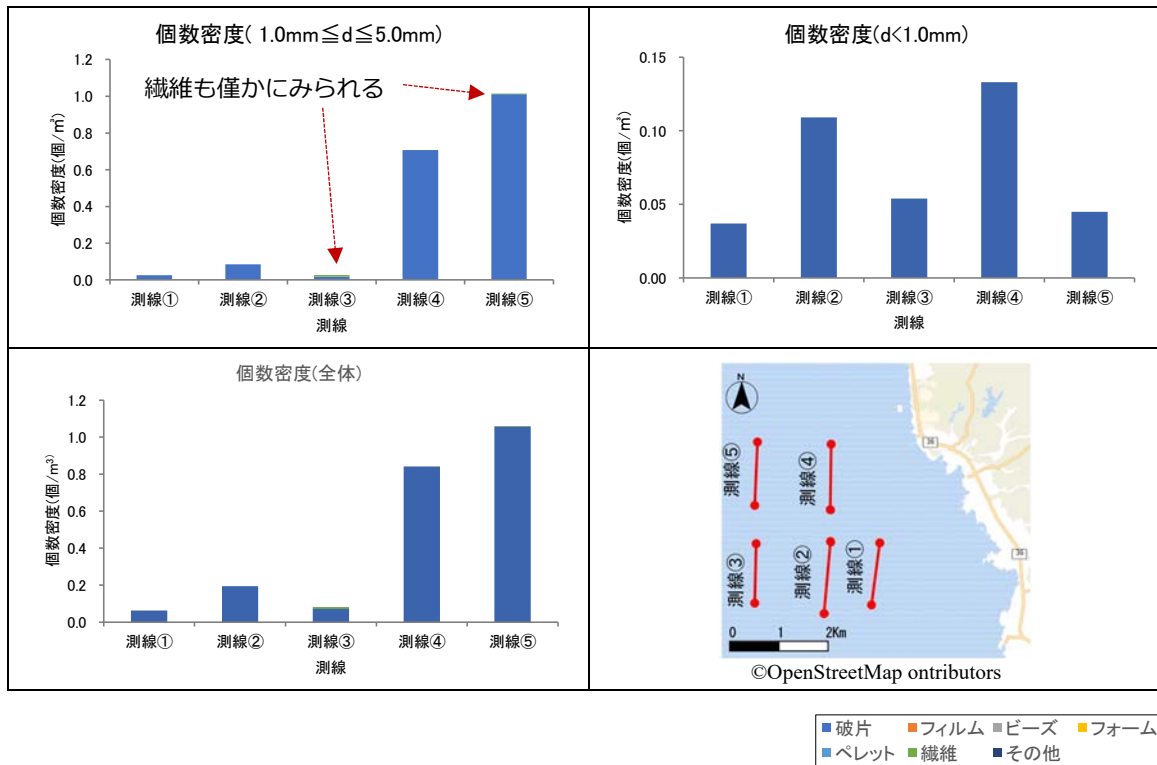 個数密度( 1.0mm≦d≦5.0mm)
繊維も僅かにみられる
個数密度(個/㎥)
1.2
1.0
0.8
0.6
0.4
0.2
0.0
測線① 測線② 測線③ 測線④ 測線⑤
測線
個数密度(d<1.0mm)
個数密度(個/㎥)
0.15
0.10
0.05
0.00
測線① 測線② 測線③ 測線④ 測線⑤
測線
個数密度(全体)
個数密度(個/m³)
1.2
1.0
0.8
0.6
0.4
0.2
0.0
測線① 測線② 測線③ 測線④ 測線⑤
測線
N
36
測線⑤
測線④
測線③
測線②
測線①
36
0 1 2Km
©OpenStreetMap ontributors
破片 フィルム ビーズ フォーム
ペレット 繊維 その他